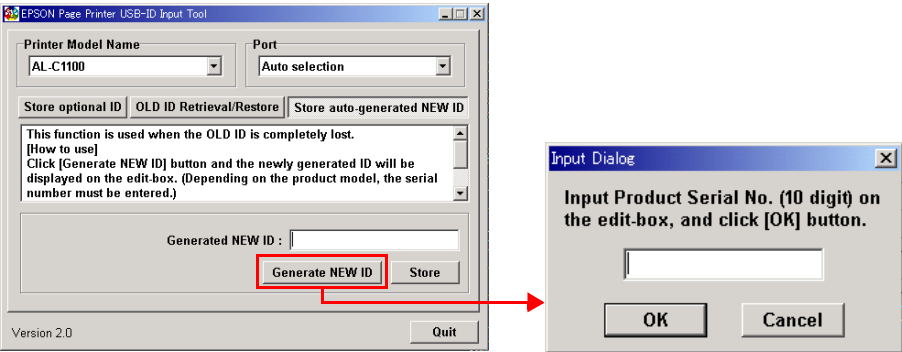 EPSON Page Printer USB-ID Input Tool
Printer Model Name
Port
AL-C1100
Auto selection
Store optional ID
OLD ID Retrieval/Restore
Store auto-generated NEW ID
This function is used when the OLD ID is completely lost.
[How to use]
Click [Generate NEW ID] button and the newly generated ID will be
displayed on the edit-box. (Depending on the product model, the serial
number must be entered.)
Generated NEW ID :
Generate NEW ID
Store
Version 2.0
Quit
Input Dialog
Input Product Serial No. (10 digit) on
the edit-box, and click [OK] button.
OK
Cancel